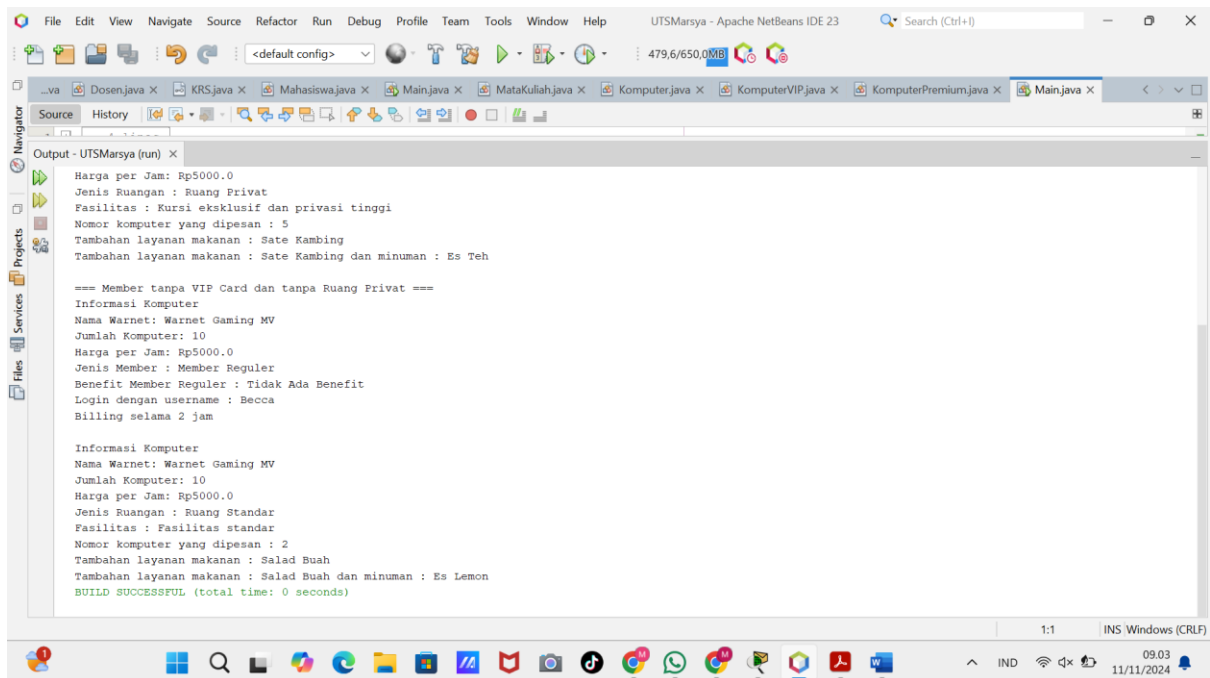 File Edit View Navigate Source Refactor Run Debug Profile Team Tools Window Help UTSMarsya - Apache NetBeans IDE 23 Search (Ctrl+I)
<default config> 479,6/650,0MB
...va Dosen.java KRS.java Mahasiswa.java Main.java MataKuliah.java Komputer.java KomputerVIP.java KomputerPremium.java Main.java
Source History
Navigator
Projects
Services
Files
Output - UTSMarsya (run)
Harga per Jam: Rp5000.0
Jenis Ruangan : Ruang Privat
Fasilitas : Kursi eksklusif dan privasi tinggi
Nomor komputer yang dipesan : 5
Tambahan layanan makanan : Sate Kambing
Tambahan layanan makanan : Sate Kambing dan minuman : Es Teh
=== Member tanpa VIP Card dan tanpa Ruang Privat ===
Informasi Komputer
Nama Warnet: Warnet Gaming MV
Jumlah Komputer: 10
Harga per Jam: Rp5000.0
Jenis Member : Member Reguler
Benefit Member Reguler : Tidak Ada Benefit
Login dengan username : Becca
Billing selama 2 jam
Informasi Komputer
Nama Warnet: Warnet Gaming MV
Jumlah Komputer: 10
Harga per Jam: Rp5000.0
Jenis Ruangan : Ruang Standar
Fasilitas : Fasilitas standar
Nomor komputer yang dipesan : 2
Tambahan layanan makanan : Salad Buah
Tambahan layanan makanan : Salad Buah dan minuman : Es Lemon
BUILD SUCCESSFUL (total time: 0 seconds)
1:1 INS Windows (CRLF)
IND 09.03
11/11/2024